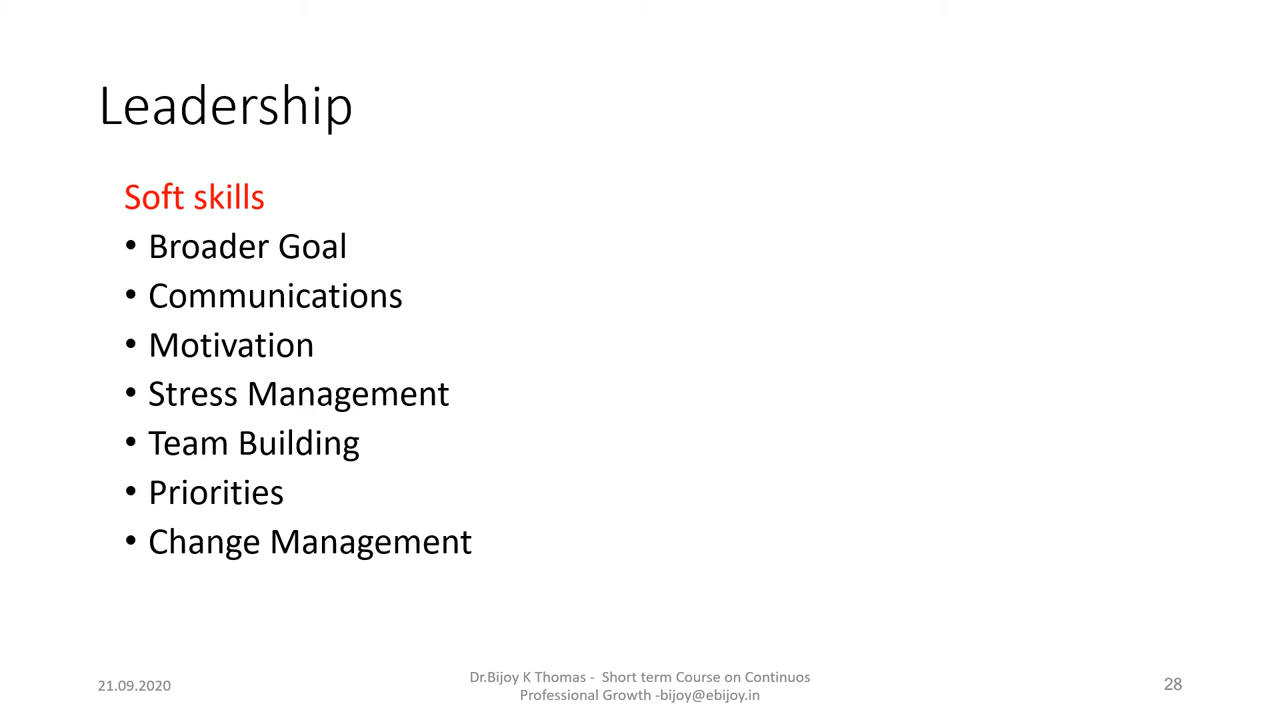 Leadership
Soft skills
• Broader Goal
• Communications
• Motivation
• Stress Management
• Team Building
• Priorities
• Change Management
21.09.2020
Dr.Bijoy K Thomas - Short term Course on Continuos
Professional Growth -bijoy@ebijoy.in
28